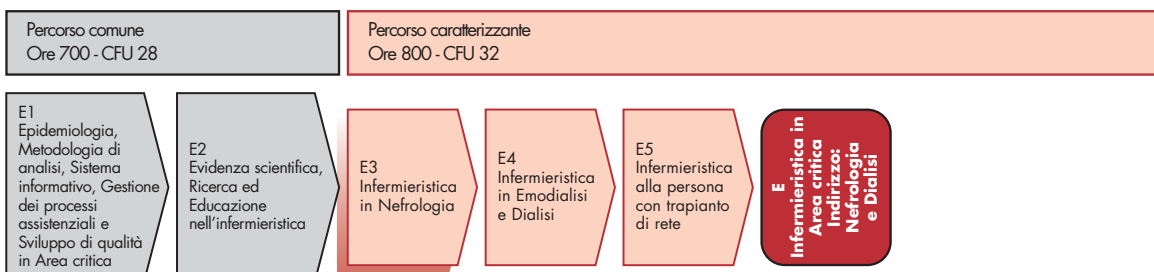 Percorso comune
Ore 700 - CFU 28
Percorso caratterizzante
Ore 800 - CFU 32
E1
Epidemiologia,
Metodologia di
analisi, Sistema
informativo, Gestione
dei processi
assistenziali e
Sviluppo di qualità
in Area critica
E2
Evidenza scientifica,
Ricerca ed
Educazione
nell'infermieristica
E3
Infermieristica
in Nefrologia
E4
Infermieristica
in Emodialisi
e Dialisi
E5
Infermieristica
alla persona
con trapianto
di rete
E
Infermieristica in
Area critica
Indirizzo:
Nefrologia
e Dialisi